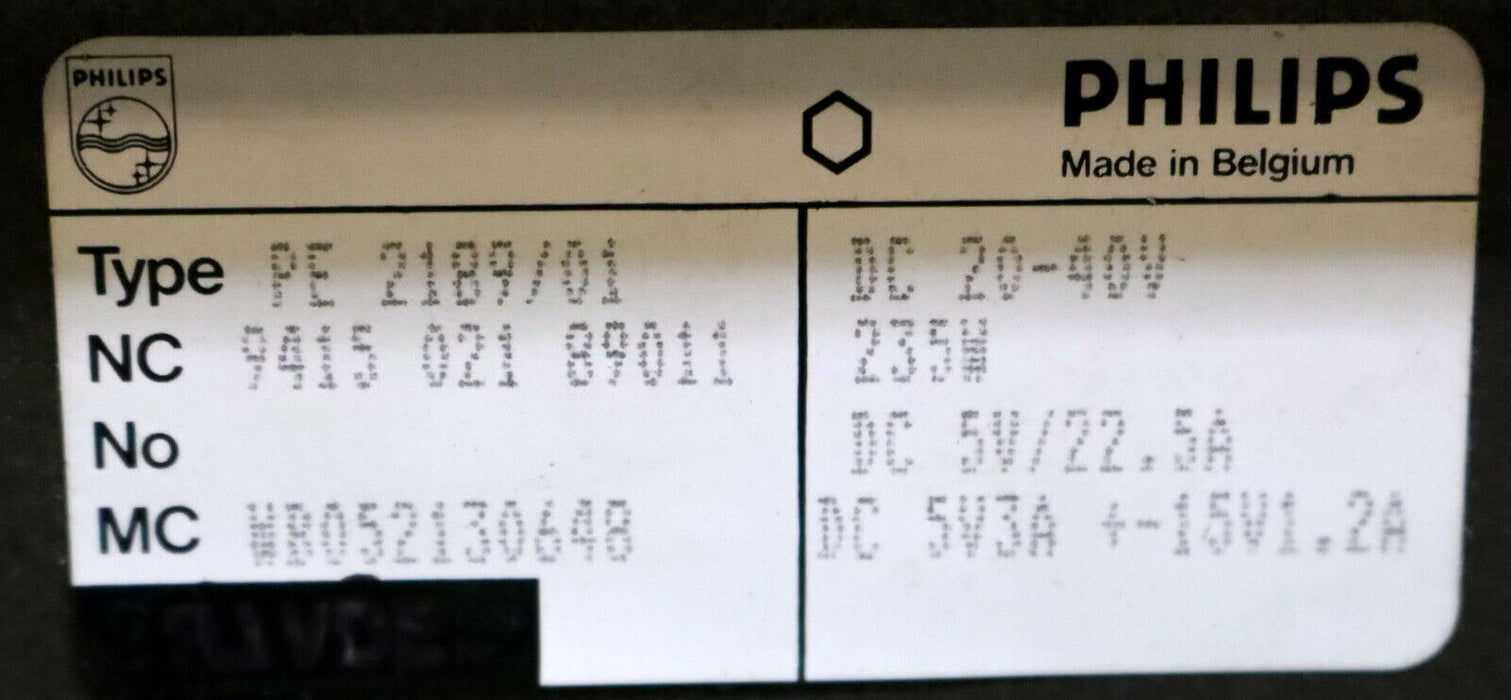 PHILIPS
PHILIPS
Made in Belgium
Type PE 2189/01
NC 9415 021 89011
No
MC WA052130648
DC 20-40V
235W
DC 5V/22.5A
DC 5V3A +-15V1.2A